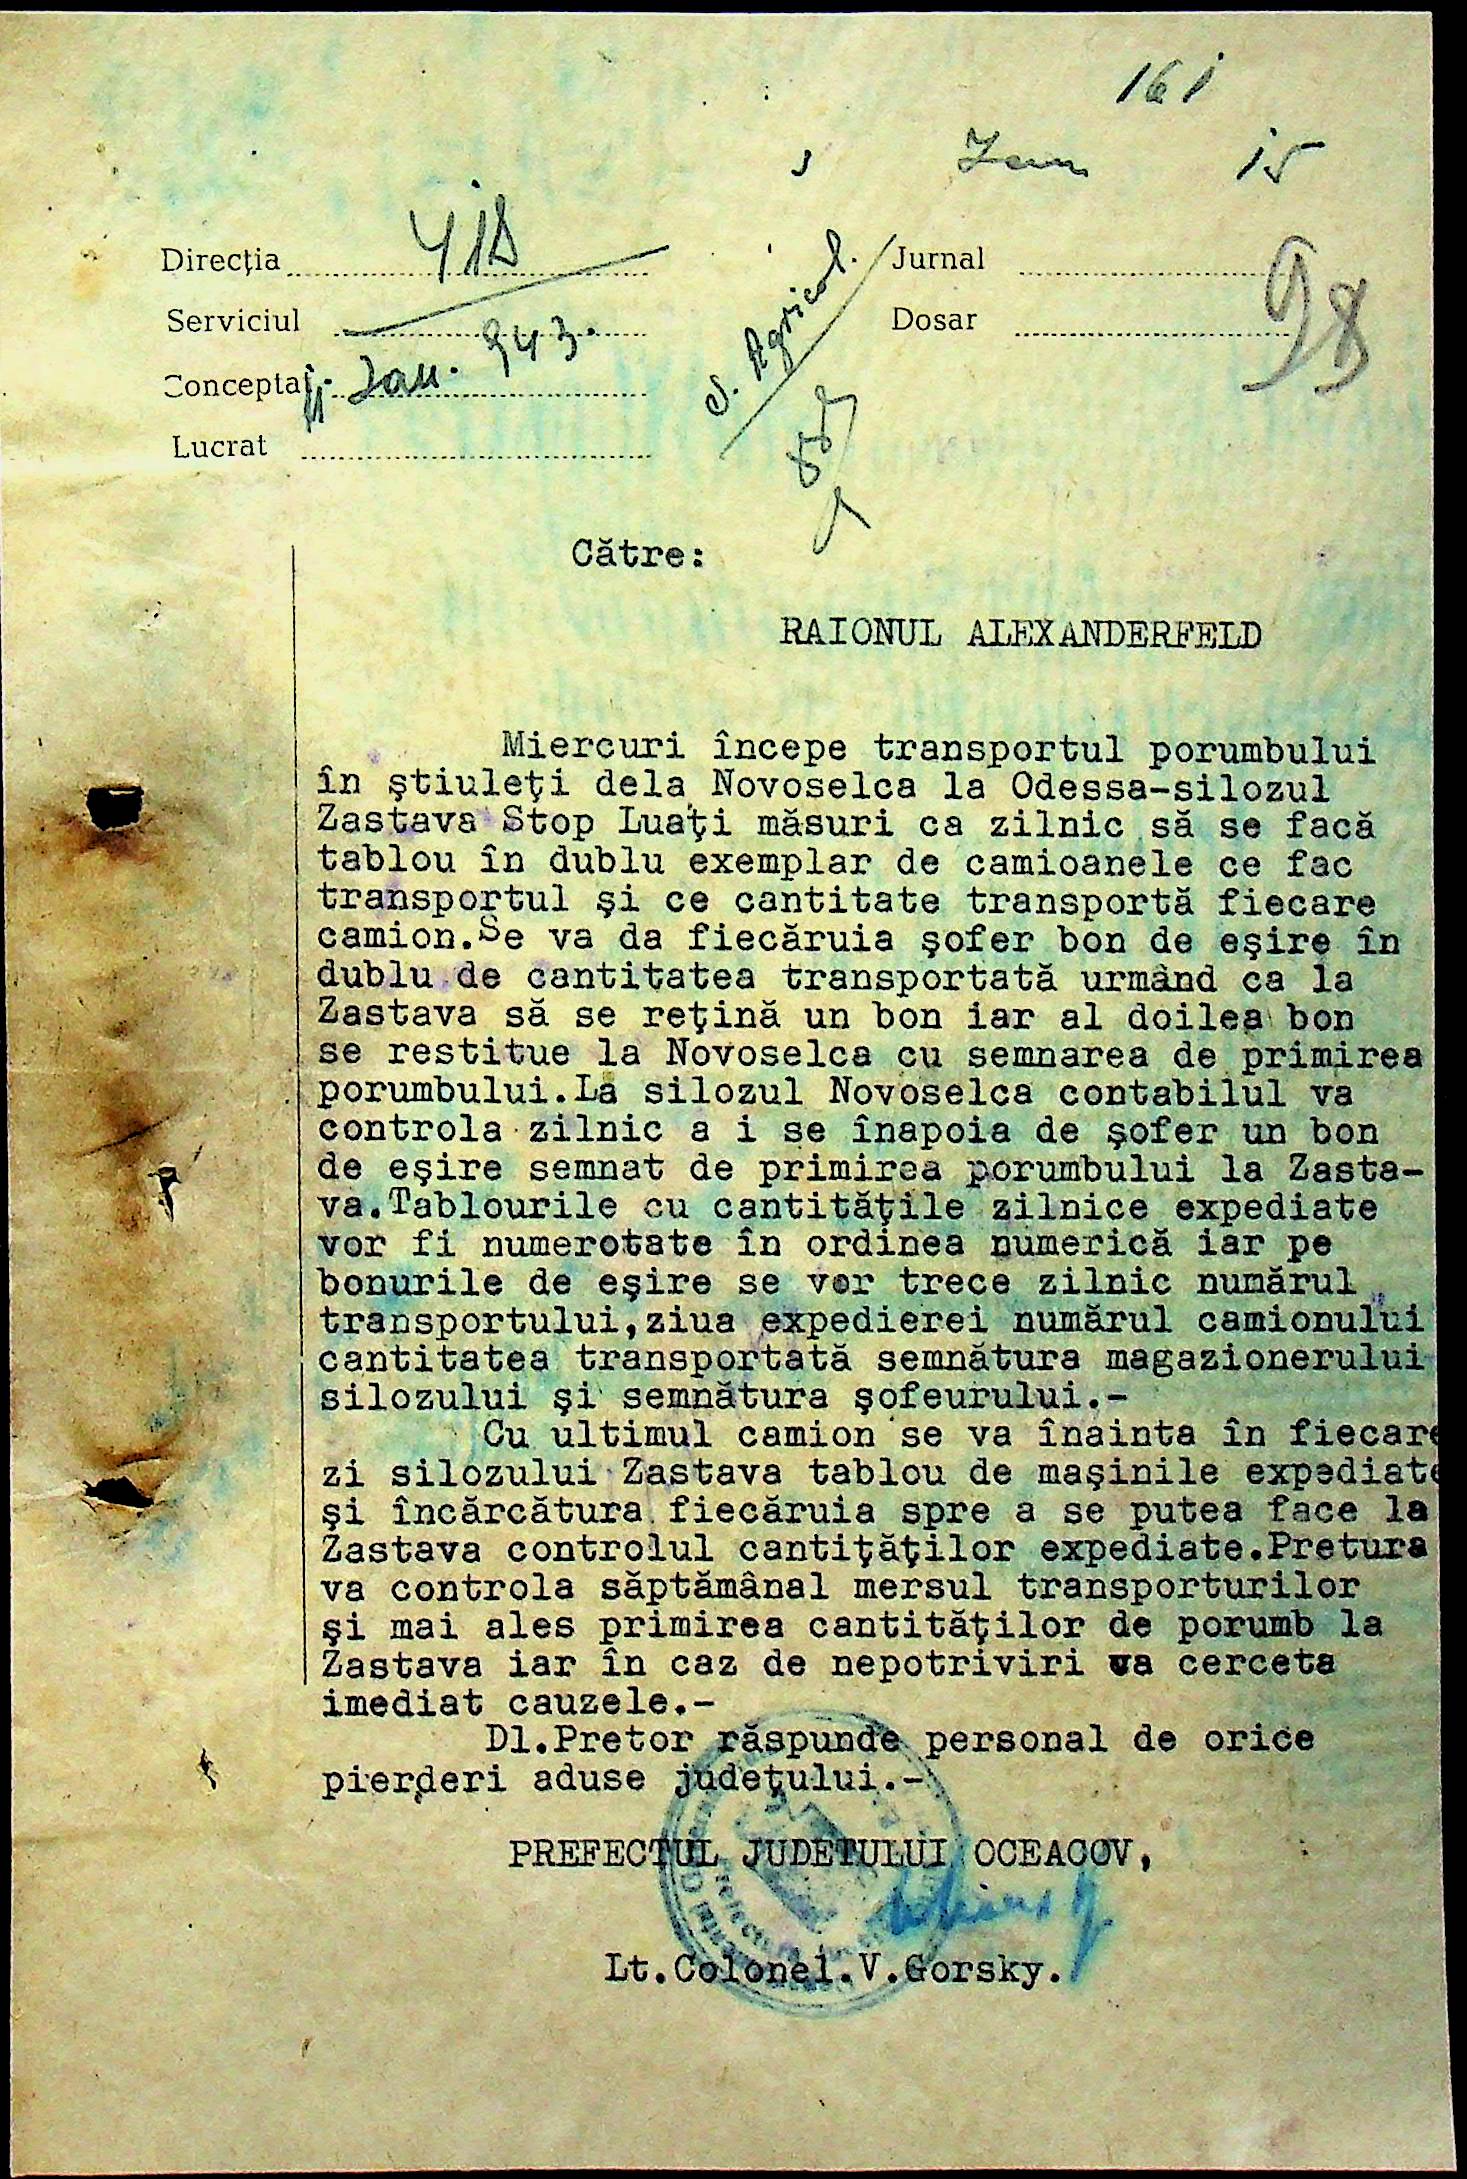 161
Jan 15
Direcția 418 Jurnal
Serviciul Dosar 98
Concepta Jan. 943.
Lucrat
S. Agricol.
Către:
RAIONUL ALEXANDERFELD
Miercuri începe transportul porumbului
în ştiuleţi dela Novoselca la Odessa-silozul
Zastava Stop Luaţi măsuri ca zilnic să se facă
tablou în dublu exemplar de camioanele ce fac
transportul şi ce cantitate transportă fiecare
camion.Se va da fiecăruia şofer bon de eşire în
dublu de cantitatea transportată urmând ca la
Zastava să se reţină un bon iar al doilea bon
se restitue la Novoselca cu semnarea de primirea
porumbului.La silozul Novoselca contabilul va
controla zilnic a i se înapoia de şofer un bon
de eşire semnat de primirea porumbului la Zasta-
va.Tablourile cu cantităţile zilnice expediate
vor fi numerotate în ordinea numerică iar pe
bonurile de eşire se vor trece zilnic numărul
transportului,ziua expedierei numărul camionului
cantitatea transportată semnătura magazionerului
silozului şi semnătura şofeurului.-
Cu ultimul camion se va înainta în fiecare
zi silozului Zastava tablou de maşinile expediate
şi încărcătura fiecăruia spre a se putea face la
Zastava controlul cantiţăţilor expediate.Pretura
va controla săptămânal mersul transporturilor
şi mai ales primirea cantităţilor de porumb la
Zastava iar în caz de nepotriviri va cerceta
imediat cauzele.-
Dl.Pretor răspunde personal de orice
pierderi aduse judeţului.-
PREFECTUL JUDETULUI OCEACOV,
Lt.Colonel.V.Gorsky.